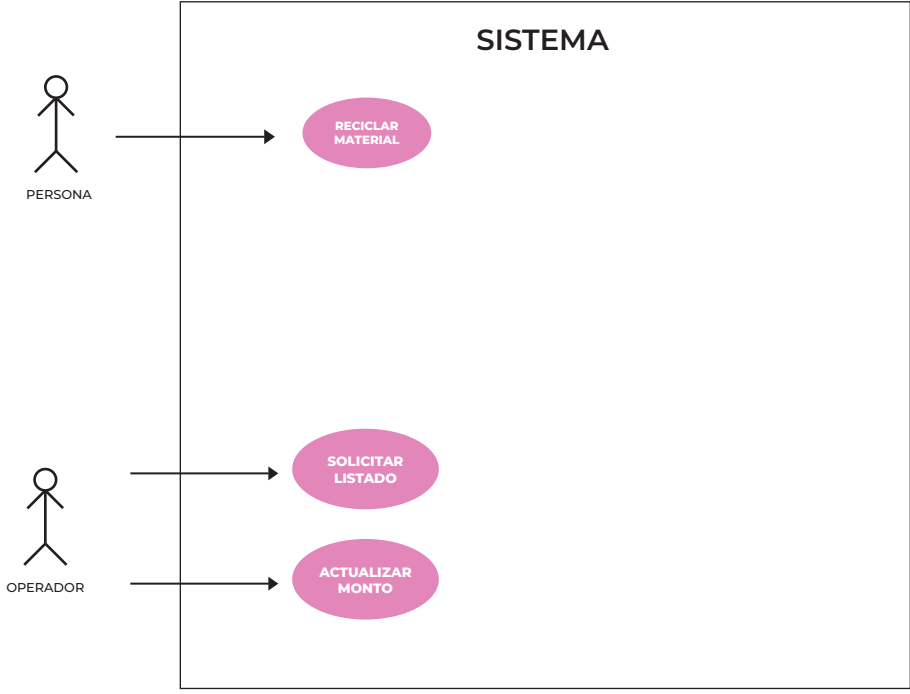 SISTEMA
RECICLAR
MATERIAL
PERSONA
SOLICITAR
LISTADO
ACTUALIZAR
MONTO
OPERADOR